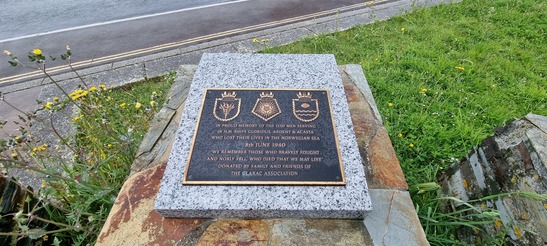 IN PROUD MEMORY OF THE 1530 MEN SERVING
IN H.M. SHIPS GLORIOUS, ARDENT & ACASTA
WHO LOST THEIR LIVES IN THE NORWEGIAN SEA
8th JUNE 1940
WE REMEMBER THOSE WHO BRAVELY FOUGHT
AND NOBLY FELL, WHO DIED THAT WE MAY LIVE
DONATED BY FAMILY AND FRIENDS OF
THE GLARAC ASSOCIATION